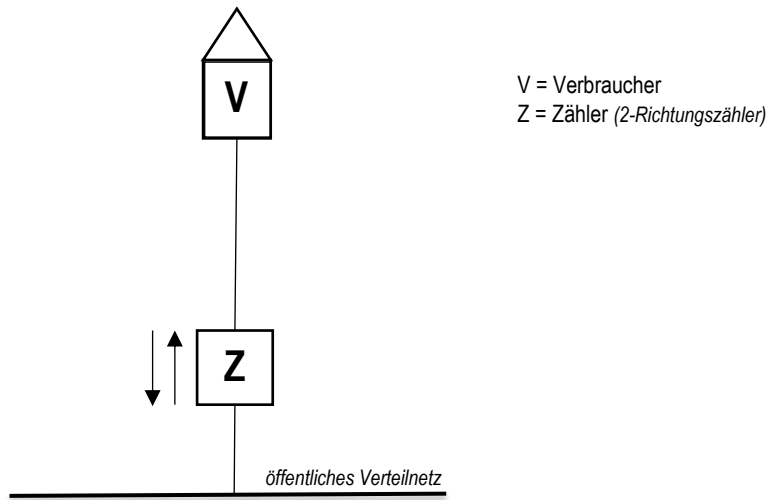 V
V = Verbraucher
Z = Zähler (2-Richtungszähler)
Z
öffentliches Verteilnetz